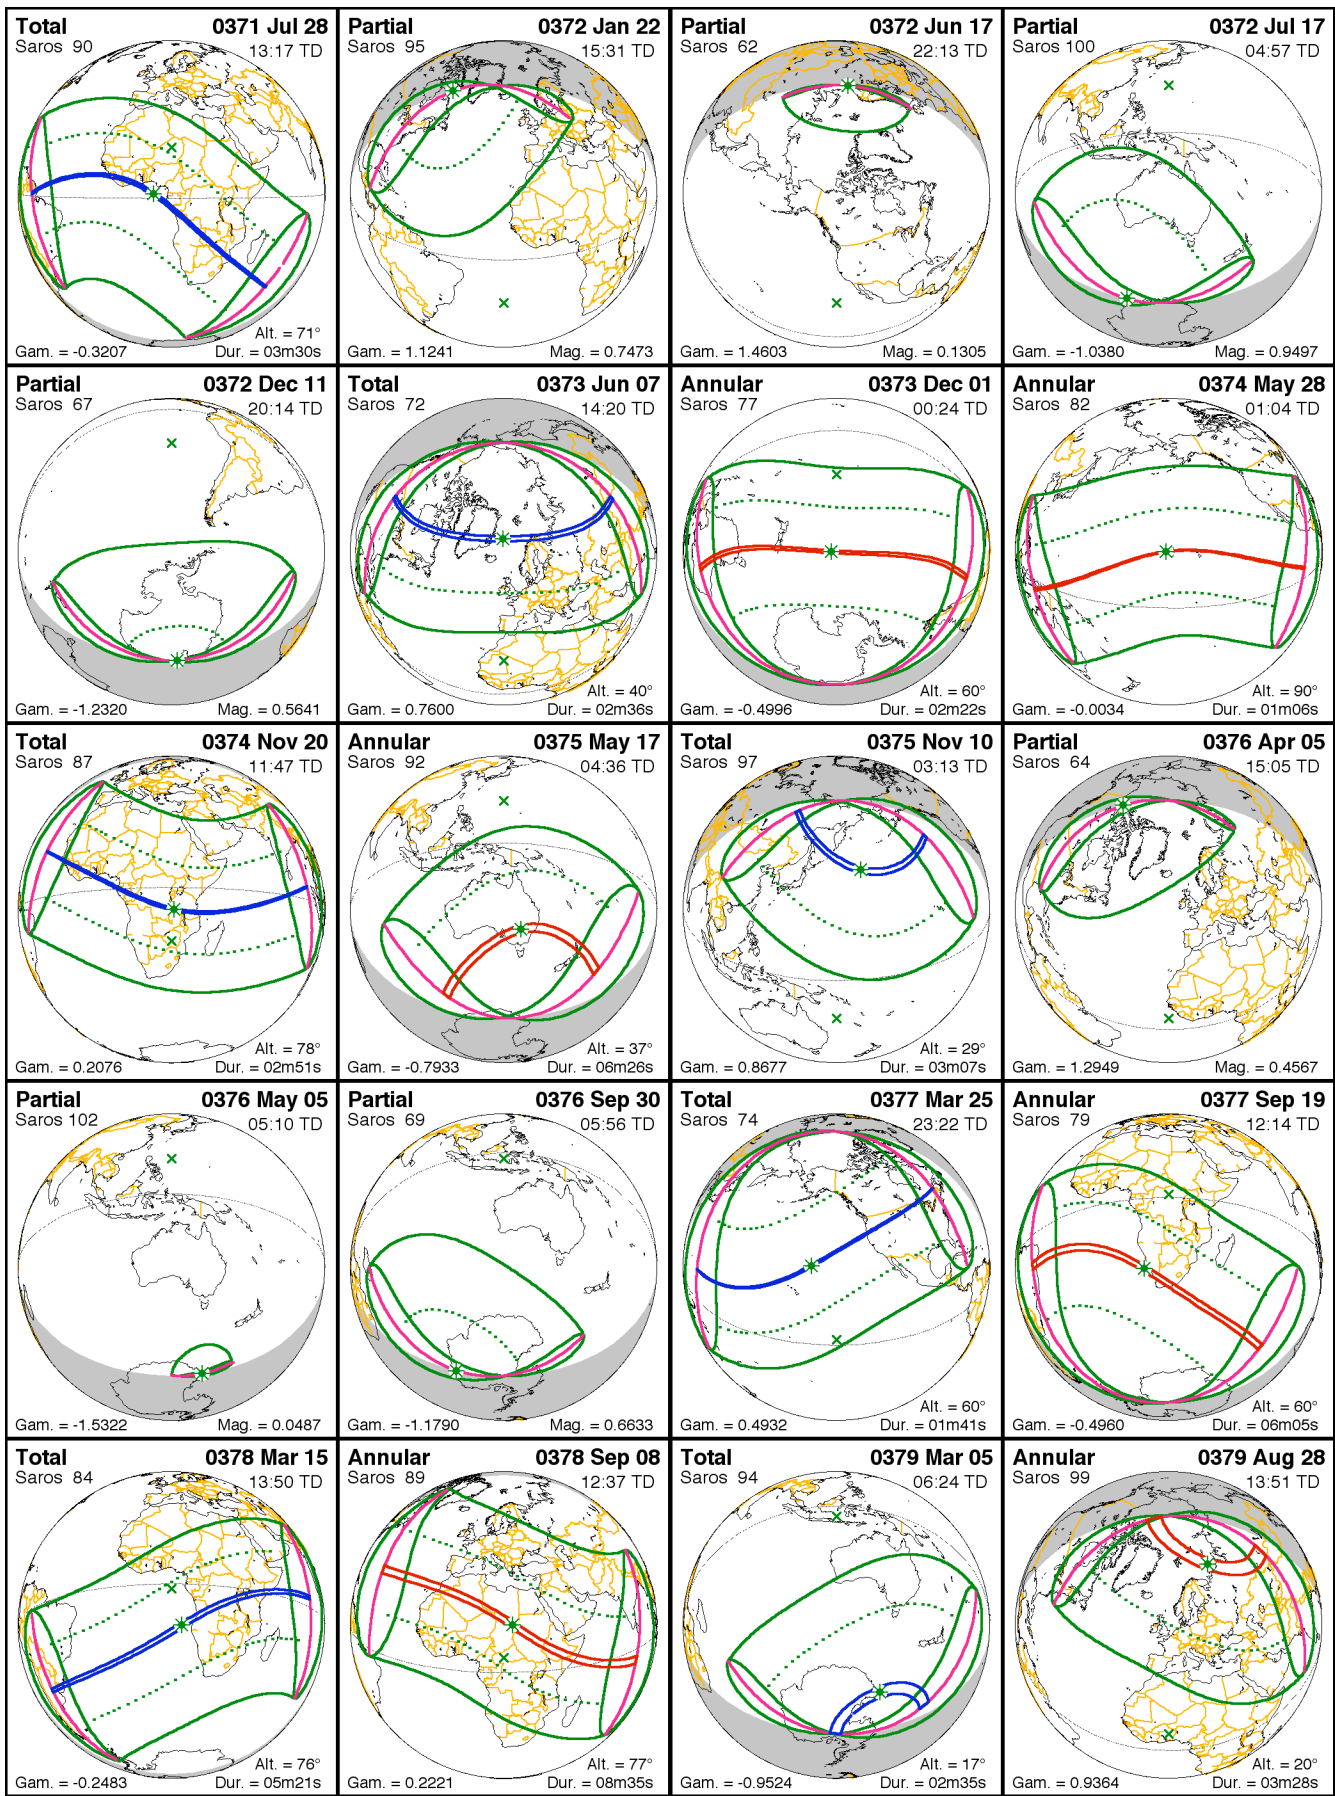 Total 0371 Jul 28
Saros 90 13:17 TD
Alt. = 71°
Gam. = -0.3207 Dur. = 03m30s
Partial 0372 Jan 22
Saros 95 15:31 TD
Gam. = 1.1241 Mag. = 0.7473
Partial 0372 Jun 17
Saros 62 22:13 TD
Gam. = 1.4603 Mag. = 0.1305
Partial 0372 Jul 17
Saros 100 04:57 TD
Gam. = -1.0380 Mag. = 0.9497
Partial 0372 Dec 11
Saros 67 20:14 TD
Gam. = -1.2320 Mag. = 0.5641
Total 0373 Jun 07
Saros 72 14:20 TD
Alt. = 40°
Gam. = 0.7600 Dur. = 02m36s
Annular 0373 Dec 01
Saros 77 00:24 TD
Alt. = 60°
Gam. = -0.4996 Dur. = 02m22s
Annular 0374 May 28
Saros 82 01:04 TD
Alt. = 90°
Gam. = -0.0034 Dur. = 01m06s
Total 0374 Nov 20
Saros 87 11:47 TD
Alt. = 78°
Gam. = 0.2076 Dur. = 02m51s
Annular 0375 May 17
Saros 92 04:36 TD
Alt. = 37°
Gam. = -0.7933 Dur. = 06m26s
Total 0375 Nov 10
Saros 97 03:13 TD
Alt. = 29°
Gam. = 0.8677 Dur. = 03m07s
Partial 0376 Apr 05
Saros 64 15:05 TD
Gam. = 1.2949 Mag. = 0.4567
Partial 0376 May 05
Saros 102 05:10 TD
Gam. = -1.5322 Mag. = 0.0487
Partial 0376 Sep 30
Saros 69 05:56 TD
Gam. = -1.1790 Mag. = 0.6633
Total 0377 Mar 25
Saros 74 23:22 TD
Alt. = 60°
Gam. = 0.4932 Dur. = 01m41s
Annular 0377 Sep 19
Saros 79 12:14 TD
Alt. = 60°
Gam. = -0.4960 Dur. = 06m05s
Total 0378 Mar 15
Saros 84 13:50 TD
Alt. = 76°
Gam. = -0.2483 Dur. = 05m21s
Annular 0378 Sep 08
Saros 89 12:37 TD
Alt. = 77°
Gam. = 0.2221 Dur. = 08m35s
Total 0379 Mar 05
Saros 94 06:24 TD
Alt. = 17°
Gam. = -0.9524 Dur. = 02m35s
Annular 0379 Aug 28
Saros 99 13:51 TD
Alt. = 20°
Gam. = 0.9364 Dur. = 03m28s